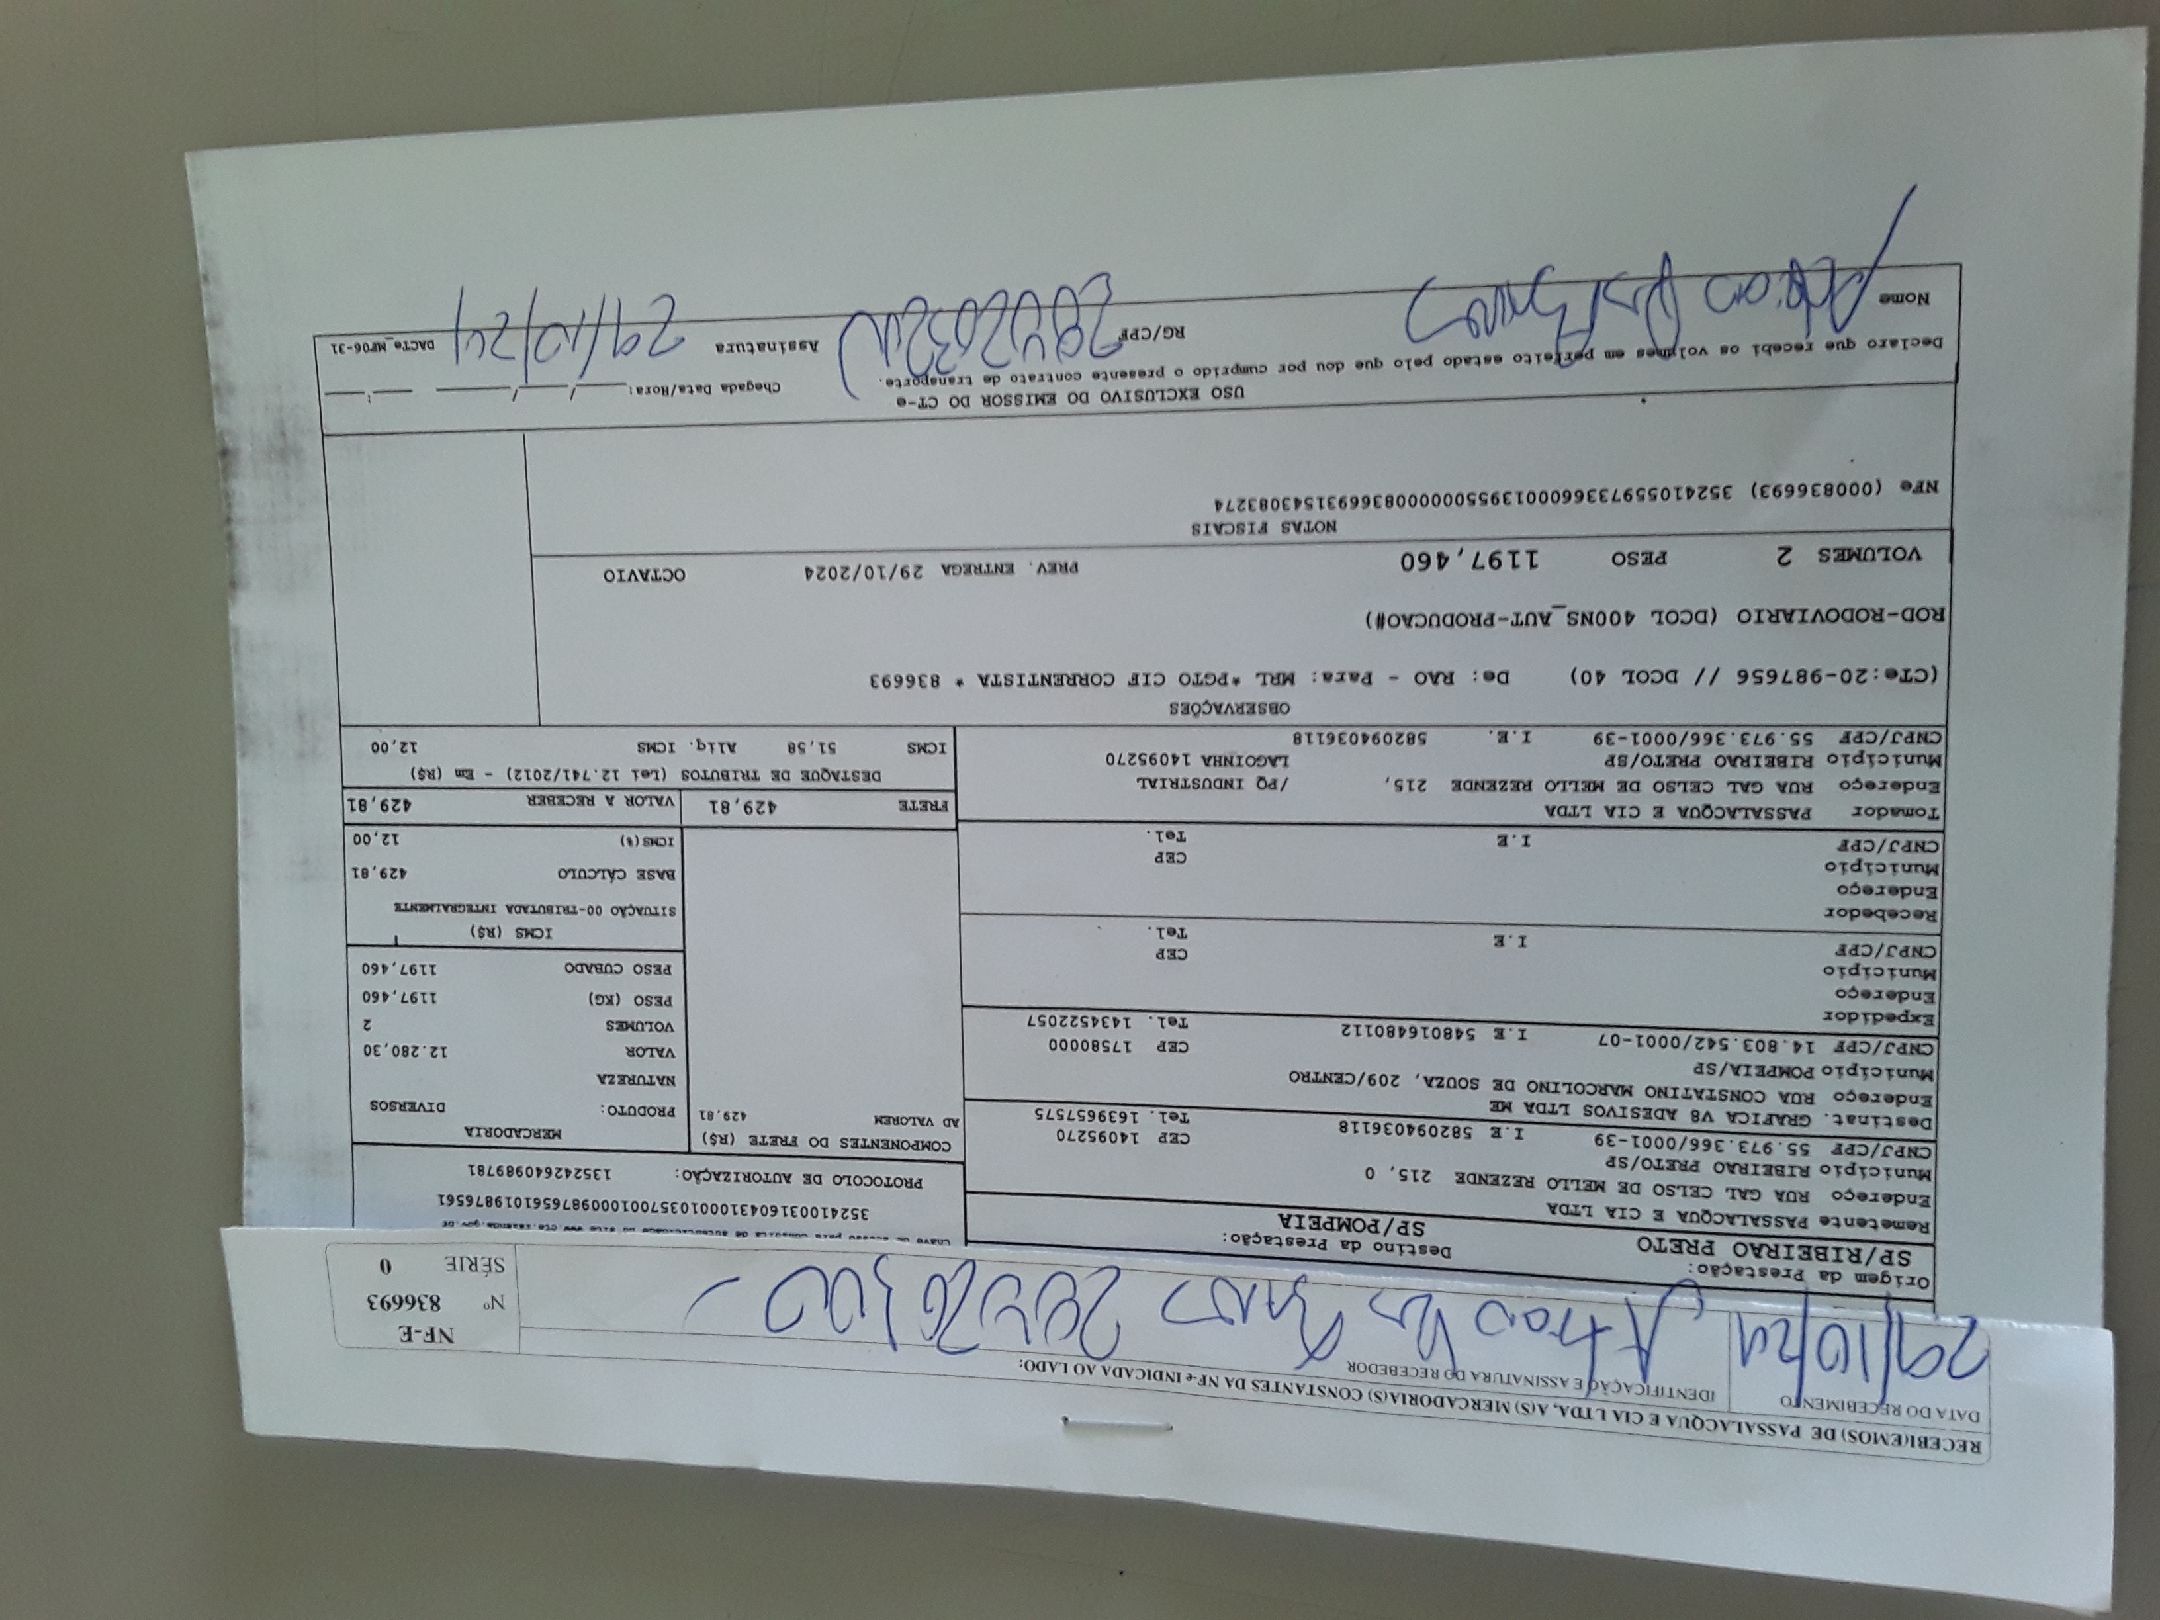 RECEBI(EMOS) DE PASSALACQUA E CIA LTDA, A(S) MERCADORIA(S) CONSTANTES DA NF-e INDICADA AO LADO:
DATA DO RECEBIMENTO
29/10/24
IDENTIFICAÇÃO E ASSINATURA DO RECEBEDOR
NF-E
Nº 836693
SÉRIE 0
Origem da Prestação:
SP/RIBEIRAO PRETO
Destino da Prestação:
SP/POMPEIA
Remetente PASSALACQUA E CIA LTDA
Endereço RUA GAL CELSO DE MELLO REZENDE 215, 0
Município RIBEIRAO PRETO/SP CEP 14095270
CNPJ/CPF 55.973.366/0001-39 I.E 582094036118 Tel. 1639657575
Destinat. GRAFICA V8 ADESIVOS LTDA ME
Endereço RUA CONSTATINO MARCOLINO DE SOUZA, 209/CENTRO
Município POMPEIA/SP CEP 17580000
CNPJ/CPF 14.803.542/0001-07 I.E 548016480112 Tel. 1434522057
Expedidor
Endereço
Município CEP
CNPJ/CPF I.E Tel.
Recebedor
Endereço
Município CEP
CNPJ/CPF I.E Tel.
Tomador PASSALACQUA E CIA LTDA
Endereço RUA GAL CELSO DE MELLO REZENDE 215, /PQ INDUSTRIAL
Município RIBEIRAO PRETO/SP LAGOINHA 14095270
CNPJ/CPF 55.973.366/0001-39 I.E. 582094036118
PROTOCOLO DE AUTORIZAÇÃO: 135242640989781
COMPONENTES DO FRETE (R$)
AD VALOREM 429,81
MERCADORIA
PRODUTO: DIVERSOS
NATUREZA
VALOR 12.280,30
VOLUMES 2
PESO (KG) 1197,460
PESO CUBADO 1197,460
ICMS (R$)
SITUAÇÃO 00-TRIBUTADA INTEGRALMENTE
BASE CÁLCULO 429,81
ICMS(%) 12,00
FRETE 429,81 VALOR A RECEBER 429,81
DESTAQUE DE TRIBUTOS (Lei 12.741/2012) - Em (R$)
ICMS 51,58 Aliq. ICMS 12,00
OBSERVAÇÕES
(CTe:20-987656 // DCOL 40) De: RAO - Para: MRL *PGTO CIF CORRENTISTA * 836693
ROD-RODOVIARIO (DCOL 400NS_AUT-PRODUCAO#)
VOLUMES 2 PESO 1197,460 PREV. ENTREGA 29/10/2024 OCTAVIO
NOTAS FISCAIS
NFe (000836693) 35241055973366000139550000008366931543083274
USO EXCLUSIVO DO EMISSOR DO CT-e
Declaro que recebi os volumes em perfeito estado pelo que dou por cumprido o presente contrato de transporte.
Chegada Data/Hora: ___/___/______ ___:___
29/10/24
Nome RG/CPF Assinatura DACTe_MP06-31